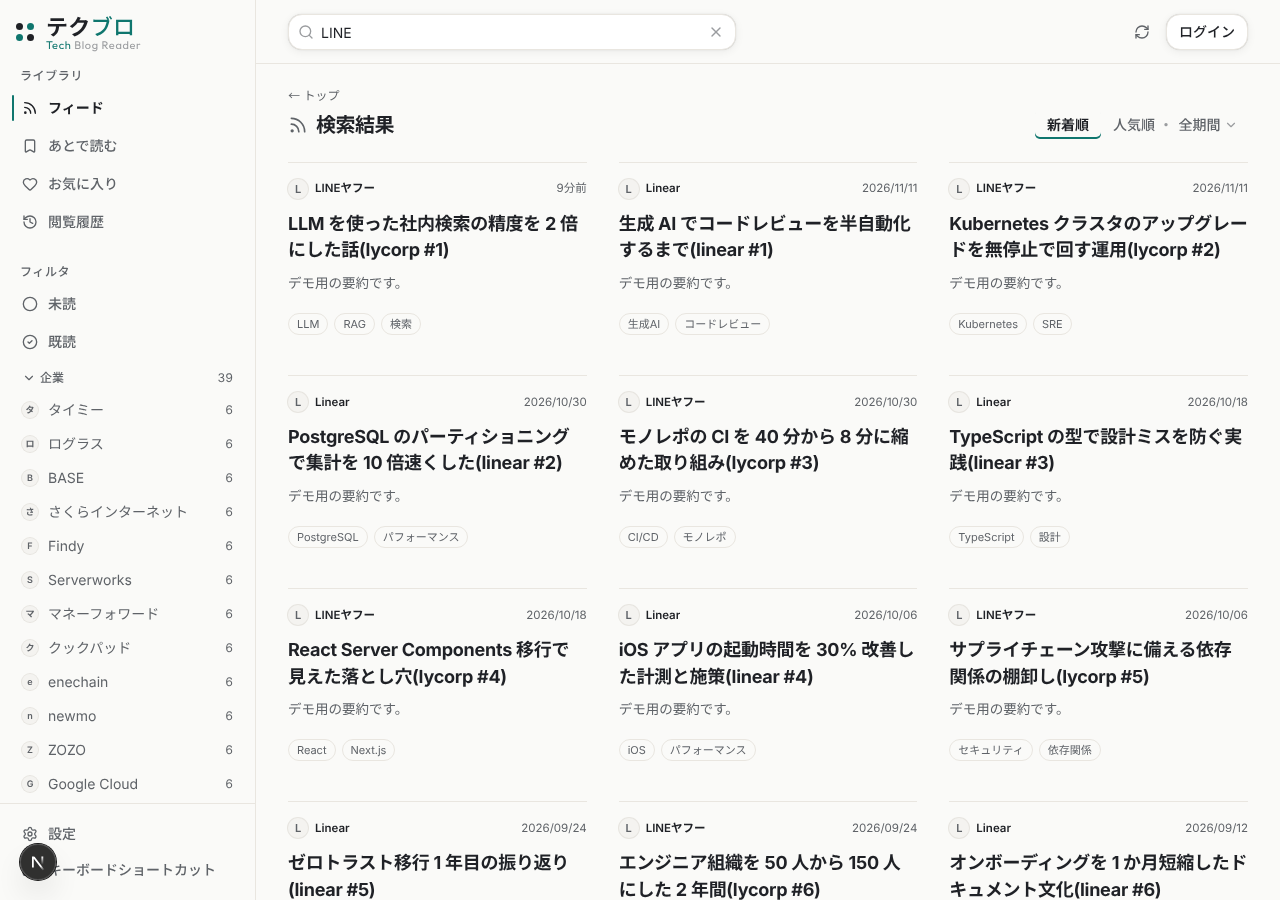 テクブロ
Tech Blog Reader
ライブラリ
フィード
あとで読む
お気に入り
閲覧履歴
フィルタ
未読
既読
企業 39
タ タイミー 6
ロ ログラス 6
B BASE 6
さ さくらインターネット 6
F Findy 6
S Serverworks 6
マ マネーフォワード 6
ク クックパッド 6
e enechain 6
n newmo 6
Z ZOZO 6
G Google Cloud 6
設定
N キーボードショートカット
LINE
ログイン
← トップ
検索結果
新着順 人気順 • 全期間
L LINEヤフー 9分前
LLM を使った社内検索の精度を 2 倍
にした話(lycorp #1)
デモ用の要約です。
LLM RAG 検索
L Linear 2026/11/11
生成 AI でコードレビューを半自動化
するまで(linear #1)
デモ用の要約です。
生成AI コードレビュー
L LINEヤフー 2026/11/11
Kubernetes クラスタのアップグレー
ドを無停止で回す運用(lycorp #2)
デモ用の要約です。
Kubernetes SRE
L Linear 2026/10/30
PostgreSQL のパーティショニング
で集計を 10 倍速くした(linear #2)
デモ用の要約です。
PostgreSQL パフォーマンス
L LINEヤフー 2026/10/30
モノレポの CI を 40 分から 8 分に縮
めた取り組み(lycorp #3)
デモ用の要約です。
CI/CD モノレポ
L Linear 2026/10/18
TypeScript の型で設計ミスを防ぐ実
践(linear #3)
デモ用の要約です。
TypeScript 設計
L LINEヤフー 2026/10/18
React Server Components 移行で
見えた落とし穴(lycorp #4)
デモ用の要約です。
React Next.js
L Linear 2026/10/06
iOS アプリの起動時間を 30% 改善し
た計測と施策(linear #4)
デモ用の要約です。
iOS パフォーマンス
L LINEヤフー 2026/10/06
サプライチェーン攻撃に備える依存
関係の棚卸し(lycorp #5)
デモ用の要約です。
セキュリティ 依存関係
L Linear 2026/09/24
ゼロトラスト移行 1 年目の振り返り
(linear #5)
L LINEヤフー 2026/09/24
エンジニア組織を 50 人から 150 人
にした 2 年間(lycorp #6)
L Linear 2026/09/12
オンボーディングを 1 か月短縮したド
キュメント文化(linear #6)